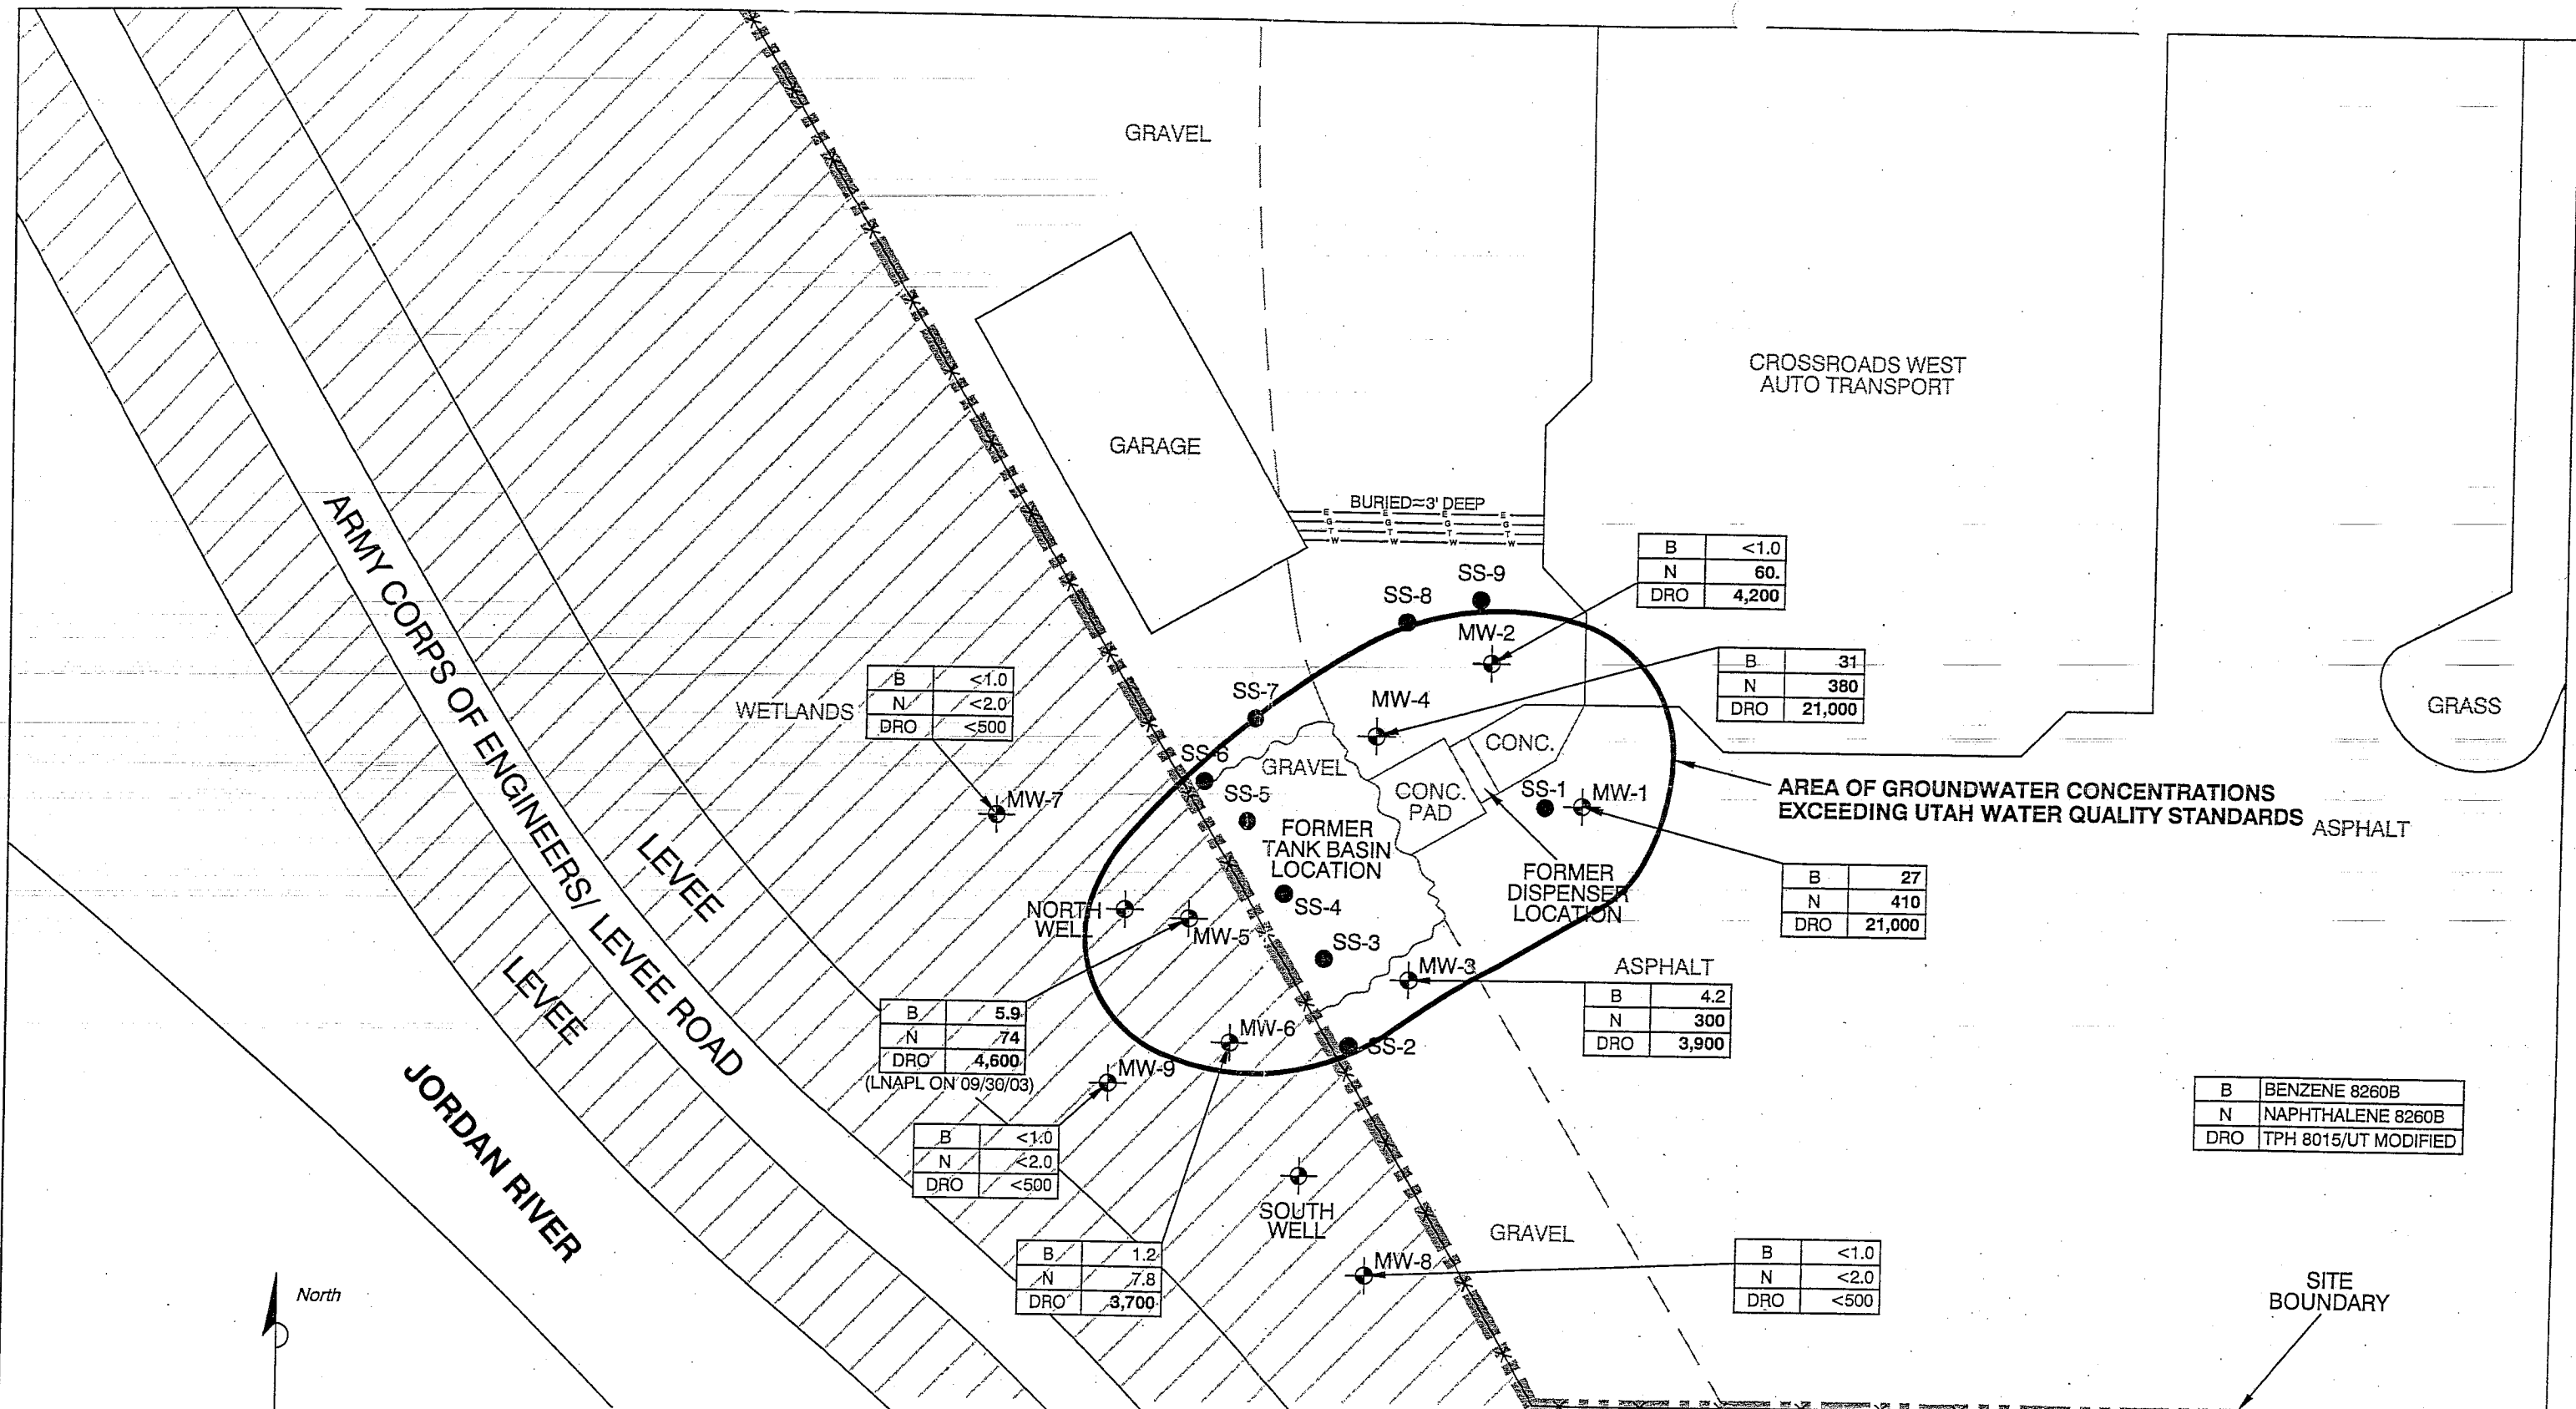 GRAVEL
CROSSROADS WEST
AUTO TRANSPORT
GARAGE
BURIED≈3' DEEP
E E E E
G G G G
T T T T
W W W W
B <1.0
N 60.
DRO 4,200
SS-9
SS-8
MW-2
B 31
N 380
DRO 21,000
B <1.0
N <2.0
DRO <500
WETLANDS
SS-7
MW-4
GRASS
CONC.
SS-6
GRAVEL
AREA OF GROUNDWATER CONCENTRATIONS
EXCEEDING UTAH WATER QUALITY STANDARDS
ASPHALT
CONC.
PAD
SS-1
MW-1
MW-7
SS-5
FORMER
TANK BASIN
LOCATION
FORMER
DISPENSER
LOCATION
B 27
N 410
DRO 21,000
ARMY CORPS OF ENGINEERS/ LEVEE ROAD
LEVEE
LEVEE
NORTH
WELL
MW-5
SS-4
SS-3
MW-3
ASPHALT
B 4.2
N 300
DRO 3,900
B 5.9
N 74
DRO 4,600
(LNAPL ON 09/30/03)
MW-6
SS-2
MW-9
JORDAN RIVER
B BENZENE 8260B
N NAPHTHALENE 8260B
DRO TPH 8015/UT MODIFIED
B <1.0
N <2.0
DRO <500
SOUTH
WELL
GRAVEL
B 1.2
N 7.8
DRO 3,700
MW-8
B <1.0
N <2.0
DRO <500
SITE
BOUNDARY
North